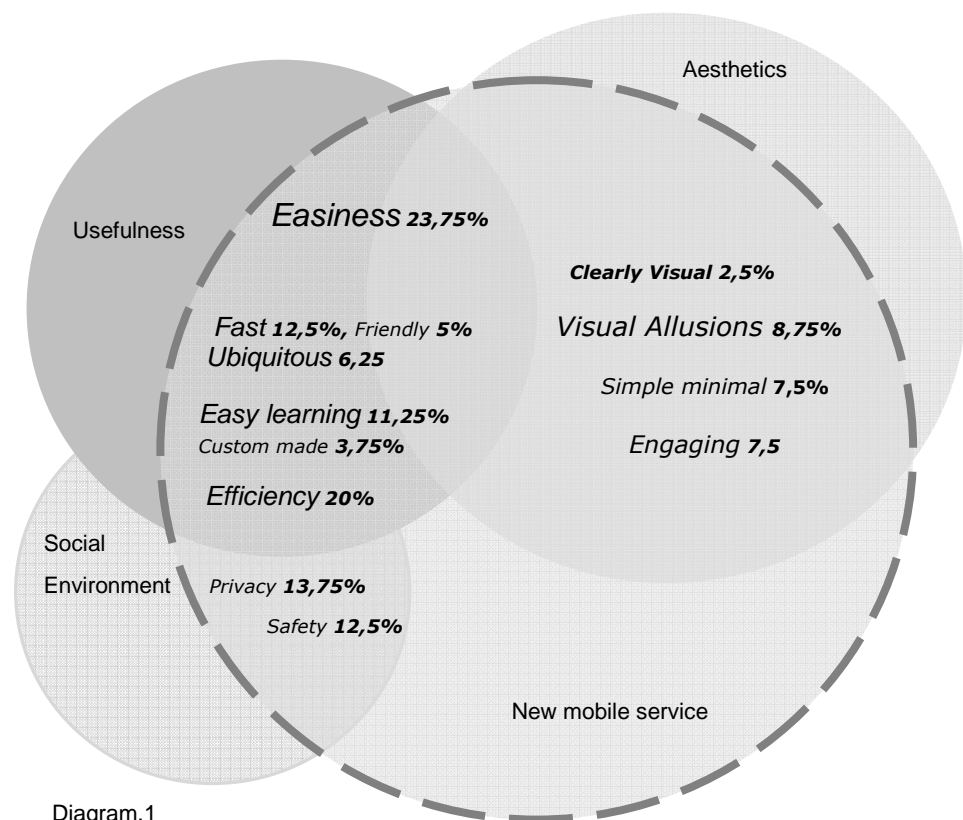 Aesthetics
Usefulness
Easiness 23,75%
Clearly Visual 2,5%
Fast 12,5%, Friendly 5%
Visual Allusions 8,75%
Ubiquitous 6,25
Simple minimal 7,5%
Easy learning 11,25%
Custom made 3,75%
Engaging 7,5
Efficiency 20%
Social
Environment
Privacy 13,75%
Safety 12,5%
New mobile service
Diagram.1